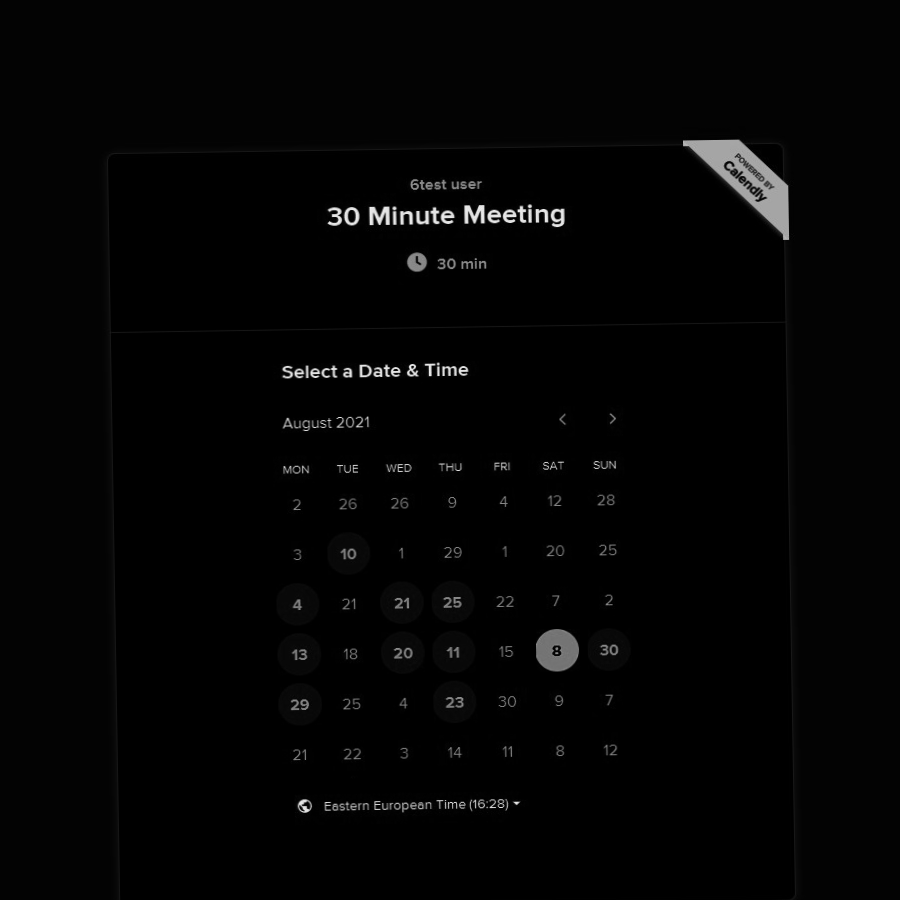 POWERED BY
Calendly
6test user
30 Minute Meeting
30 min
Select a Date & Time
August 2021
MON TUE WED THU FRI SAT SUN
2 26 26 9 4 12 28
3 10 1 29 1 20 25
4 21 21 25 22 7 2
13 18 20 11 15 8 30
29 25 4 23 30 9 7
21 22 3 14 11 8 12
Eastern European Time (16:28)